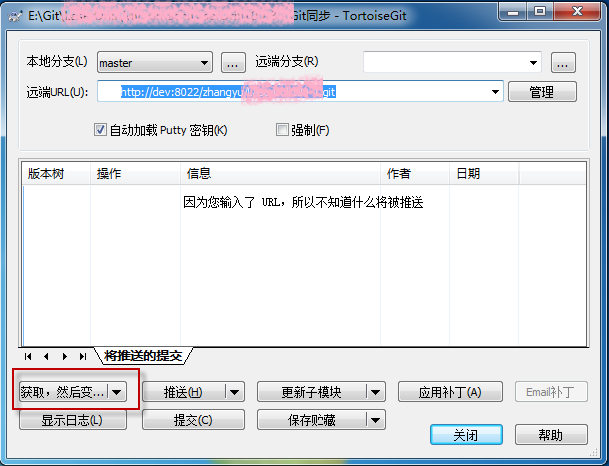 E:\Git\ Git同步 - TortoiseGit
本地分支(L) master ... 远端分支(R) ...
远端URL(U): http://dev:8022/zhangyu git 管理
自动加载 Putty 密钥(K) 强制(F)
版本树 操作 信息 作者 日期
因为您输入了 URL，所以不知道什么将被推送
将推送的提交
获取，然后变... 推送(H) 更新子模块 应用补丁(A) Email补丁
显示日志(L) 提交(C) 保存贮藏
关闭 帮助